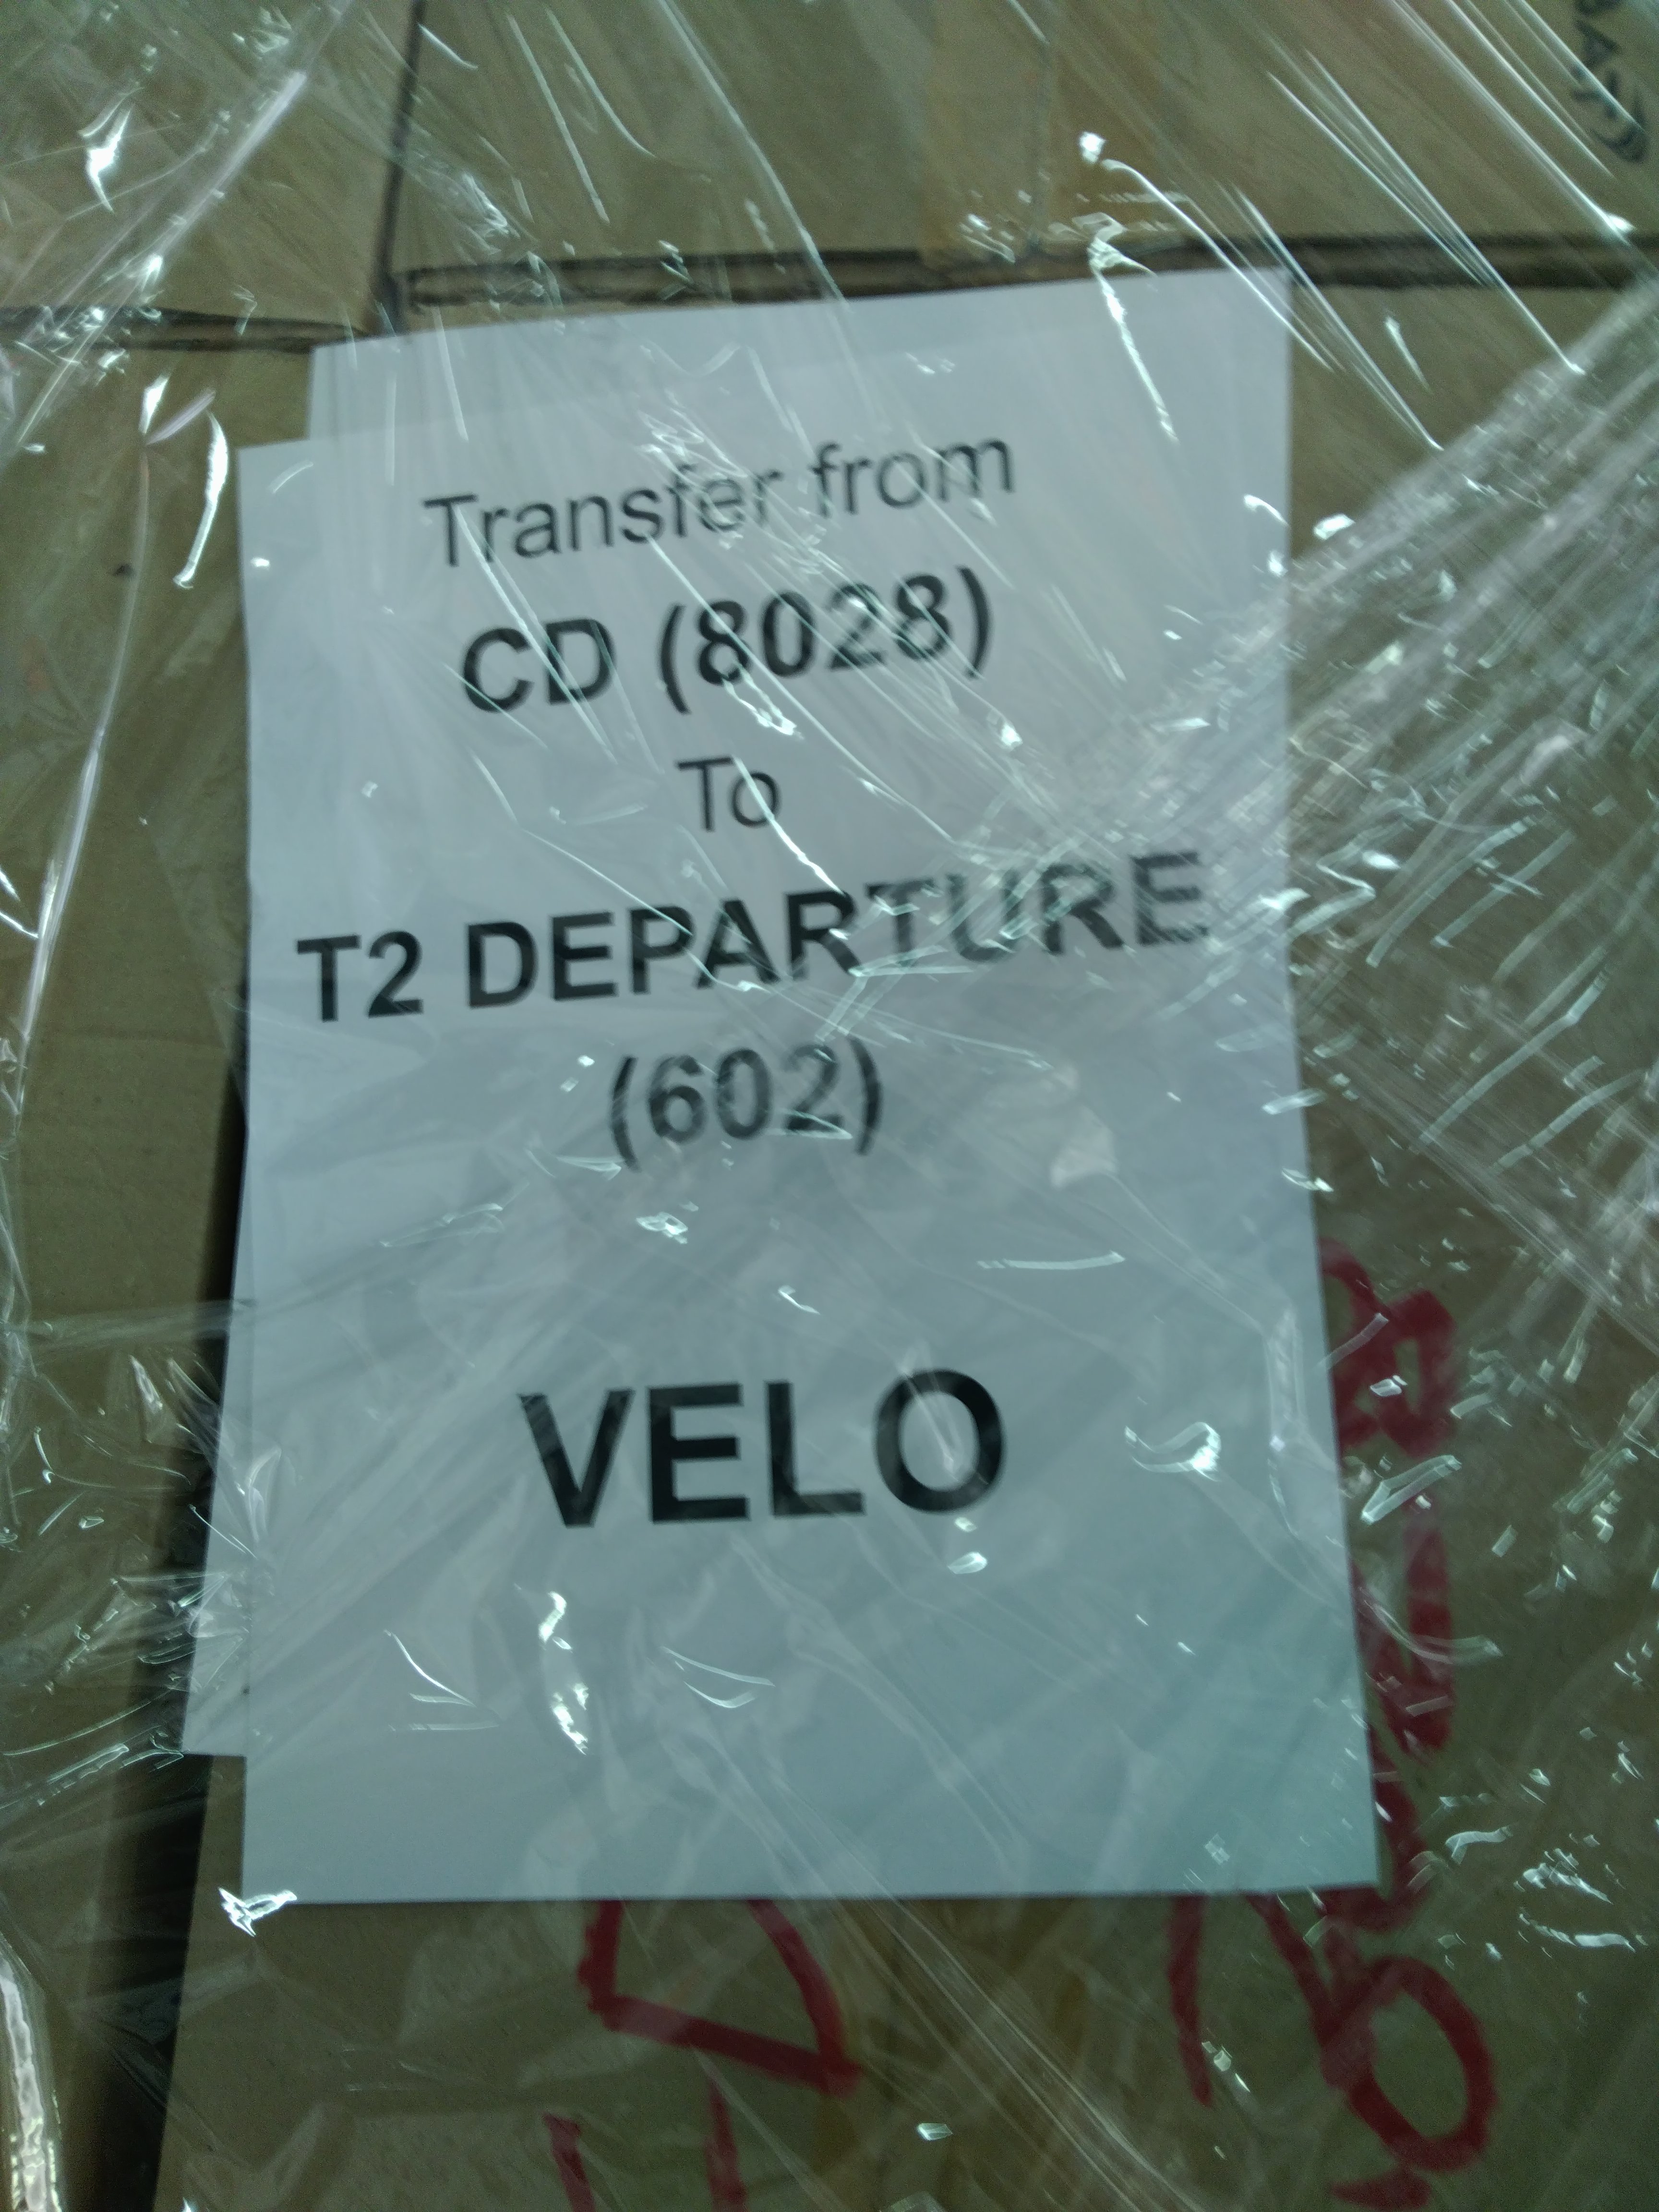 Transfer from
CD (8028)
To
T2 DEPARTURE
(602)
VELO